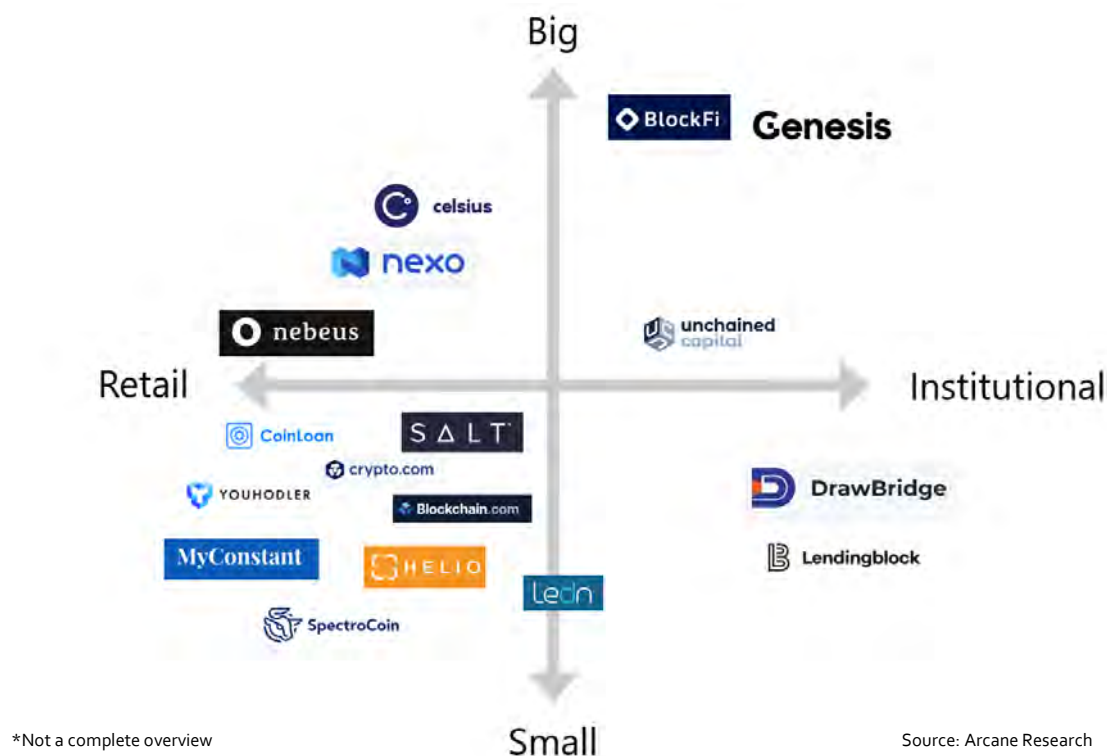 Big
BlockFi
Genesis
celsius
nexo
nebeus
unchained
capital
Retail
Institutional
CoinLoan
SALT
crypto.com
YOUHODLER
Blockchain.com
DrawBridge
MyConstant
HELIO
Lendingblock
ledn
SpectroCoin
*Not a complete overview
Small
Source: Arcane Research